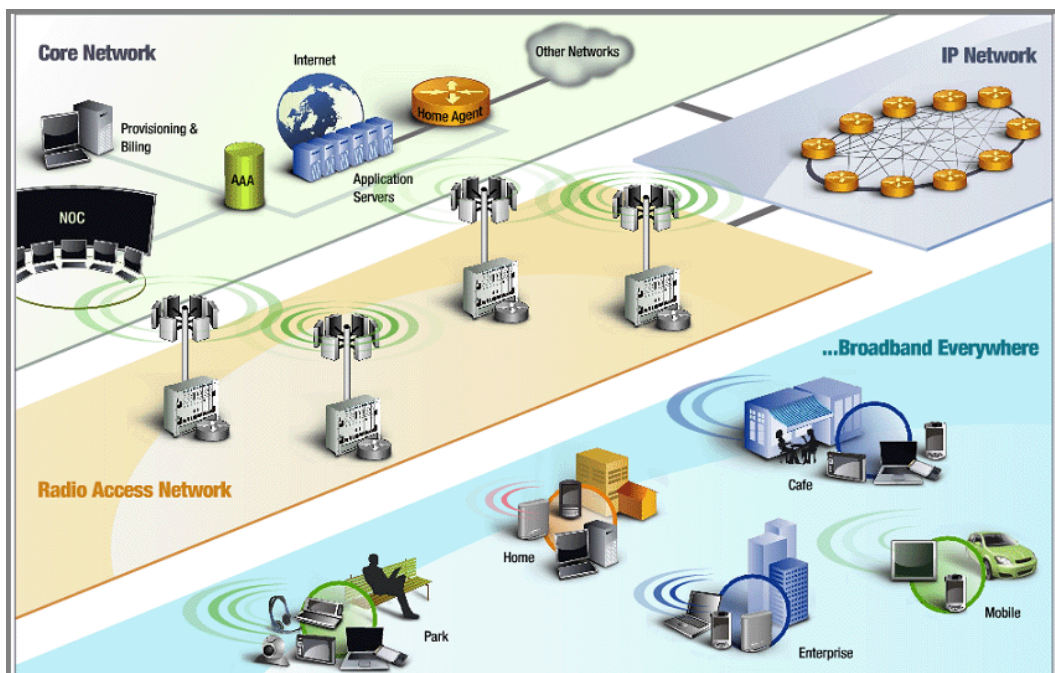 Core Network
Other Networks
IP Network
Internet
Home Agent
Provisioning &
Biling
AAA
Application
Servers
NOC
...Broadband Everywhere
Radio Access Network
Cafe
Home
Park
Enterprise
Mobile